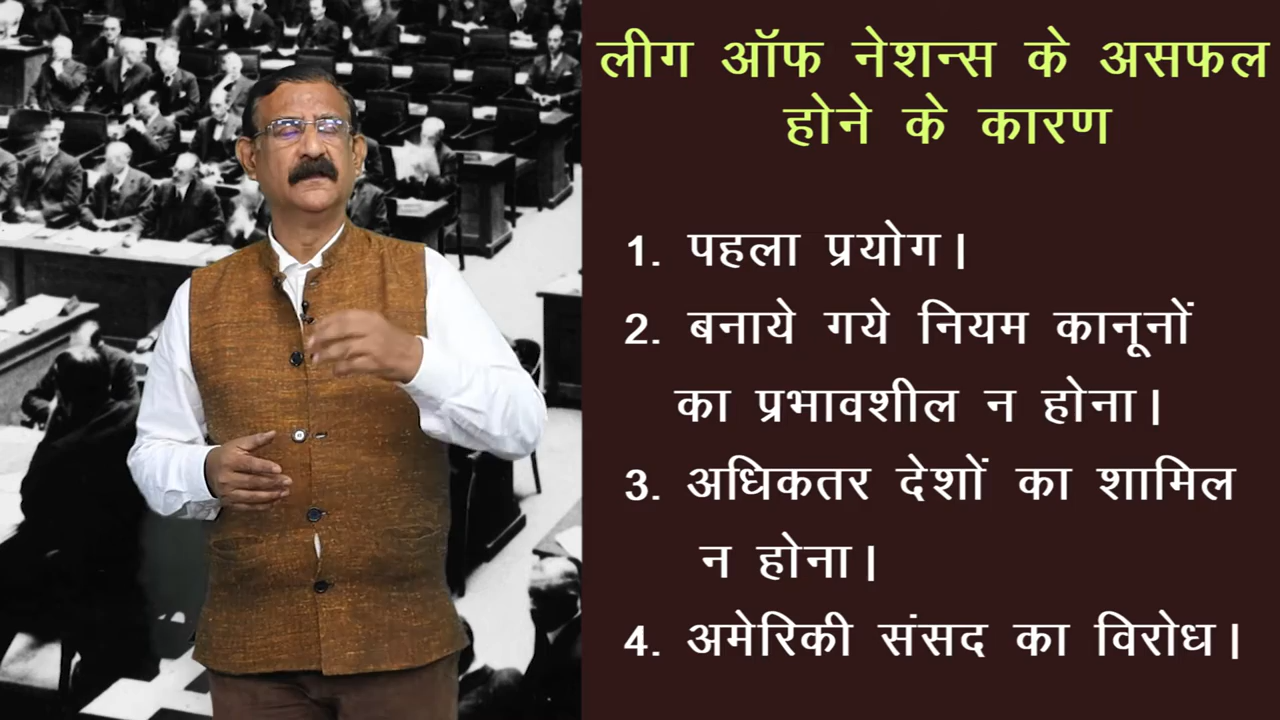 लीग ऑफ नेशन्स के असफल
होने के कारण
1. पहला प्रयोग।
2. बनाये गये नियम कानूनों
का प्रभावशील न होना।
3. अधिकतर देशों का शामिल
न होना।
4. अमेरिकी संसद का विरोध।